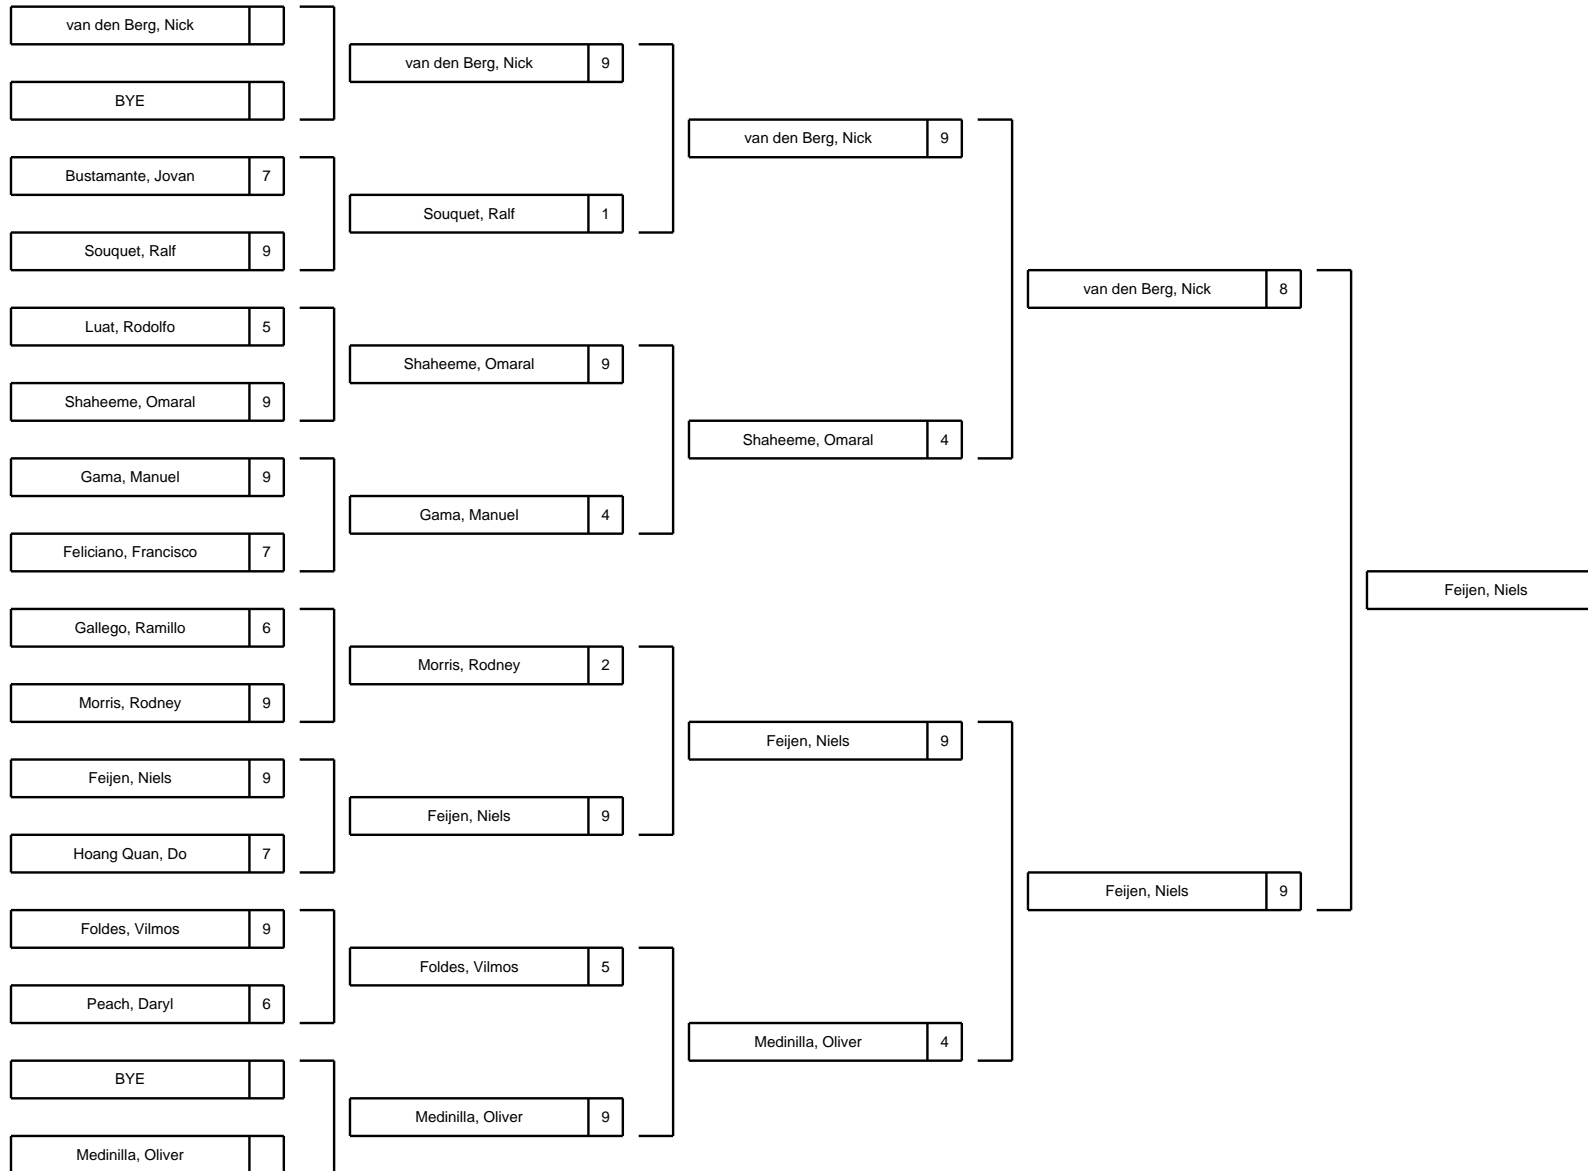 van den Berg, Nick
BYE
Bustamante, Jovan 7
Souquet, Ralf 9
Luat, Rodolfo 5
Shaheeme, Omaral 9
Gama, Manuel 9
Feliciano, Francisco 7
Gallego, Ramillo 6
Morris, Rodney 9
Feijen, Niels 9
Hoang Quan, Do 7
Foldes, Vilmos 9
Peach, Daryl 6
BYE
Medinilla, Oliver
van den Berg, Nick 9
Souquet, Ralf 1
Shaheeme, Omaral 9
Gama, Manuel 4
Morris, Rodney 2
Feijen, Niels 9
Foldes, Vilmos 5
Medinilla, Oliver 9
van den Berg, Nick 9
Shaheeme, Omaral 4
Feijen, Niels 9
Medinilla, Oliver 4
van den Berg, Nick 8
Feijen, Niels 9
Feijen, Niels